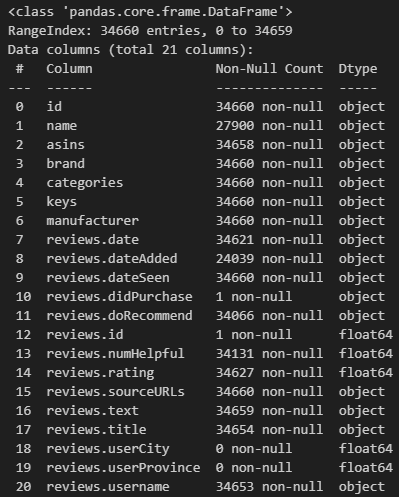 <class 'pandas.core.frame.DataFrame'>
RangeIndex: 34660 entries, 0 to 34659
Data columns (total 21 columns):
 #   Column                Non-Null Count  Dtype
---  ------                --------------  -----
 0   id                    34660 non-null  object
 1   name                  27900 non-null  object
 2   asins                 34658 non-null  object
 3   brand                 34660 non-null  object
 4   categories            34660 non-null  object
 5   keys                  34660 non-null  object
 6   manufacturer          34660 non-null  object
 7   reviews.date          34621 non-null  object
 8   reviews.dateAdded     24039 non-null  object
 9   reviews.dateSeen      34660 non-null  object
 10  reviews.didPurchase   1 non-null      object
 11  reviews.doRecommend   34066 non-null  object
 12  reviews.id            1 non-null      float64
 13  reviews.numHelpful    34131 non-null  float64
 14  reviews.rating        34627 non-null  float64
 15  reviews.sourceURLs    34660 non-null  object
 16  reviews.text          34659 non-null  object
 17  reviews.title         34654 non-null  object
 18  reviews.userCity      0 non-null      float64
 19  reviews.userProvince  0 non-null      float64
 20  reviews.username      34653 non-null  object